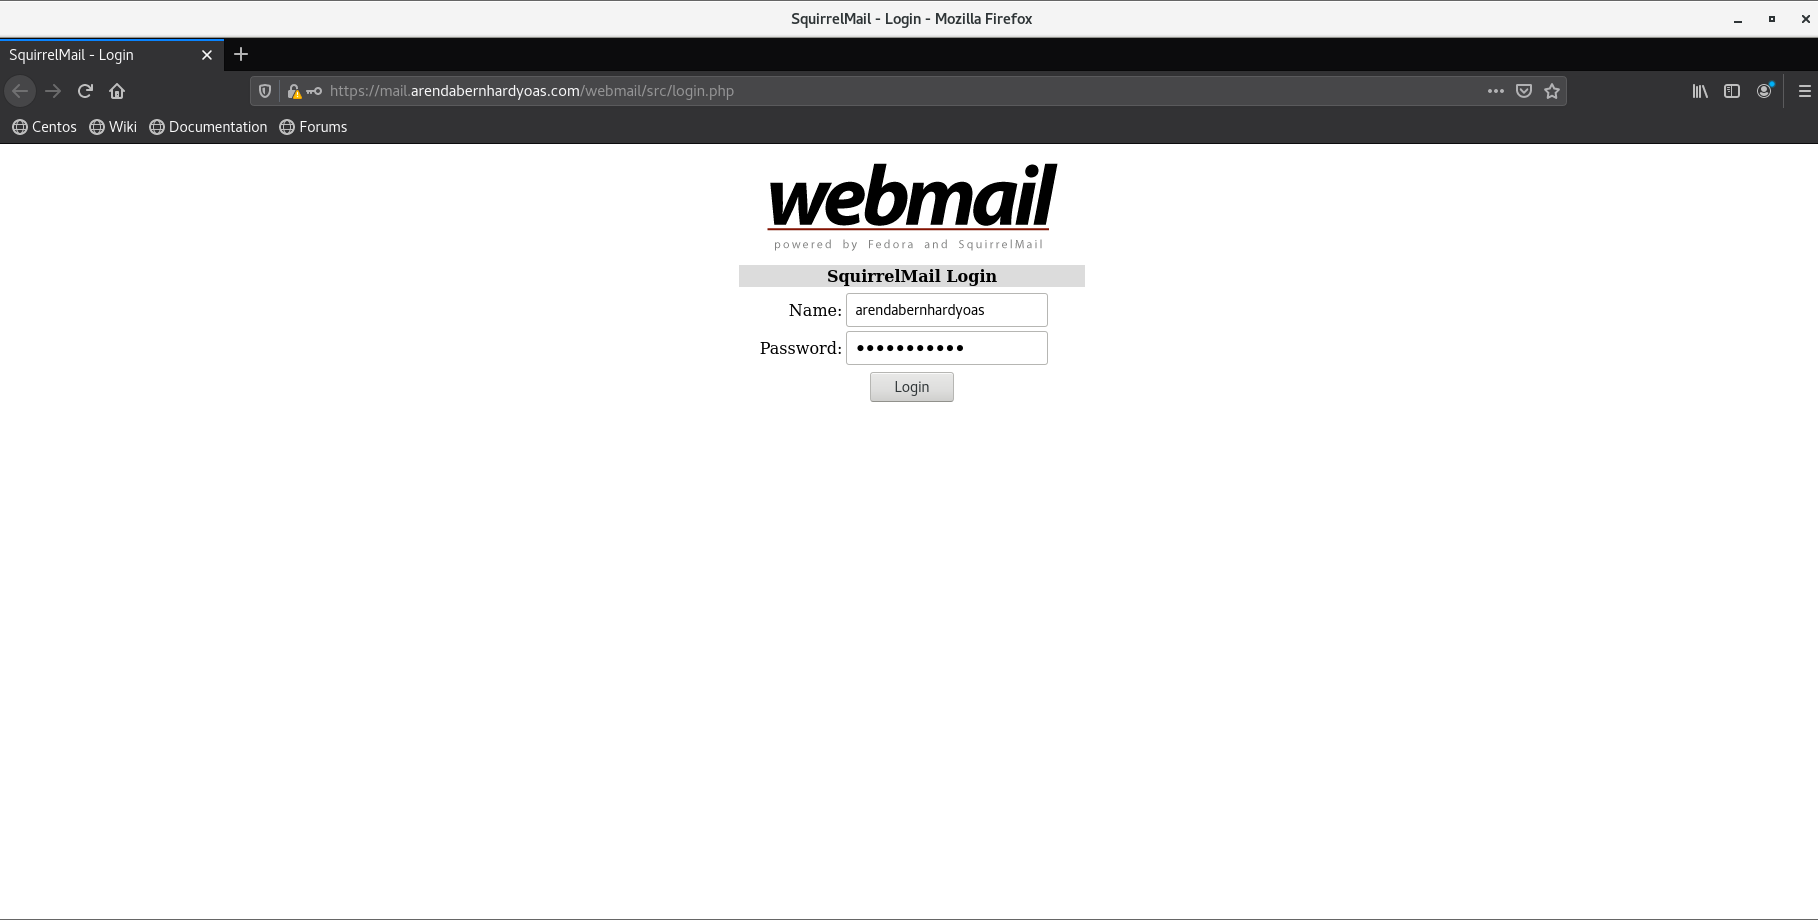 SquirrelMail - Login - Mozilla Firefox
SquirrelMail - Login
https://mail.arendabernhardyoas.com/webmail/src/login.php
Centos Wiki Documentation Forums
webmail
powered by Fedora and SquirrelMail
SquirrelMail Login
Name: arendabernhardyoas
Password: •••••••••••
Login